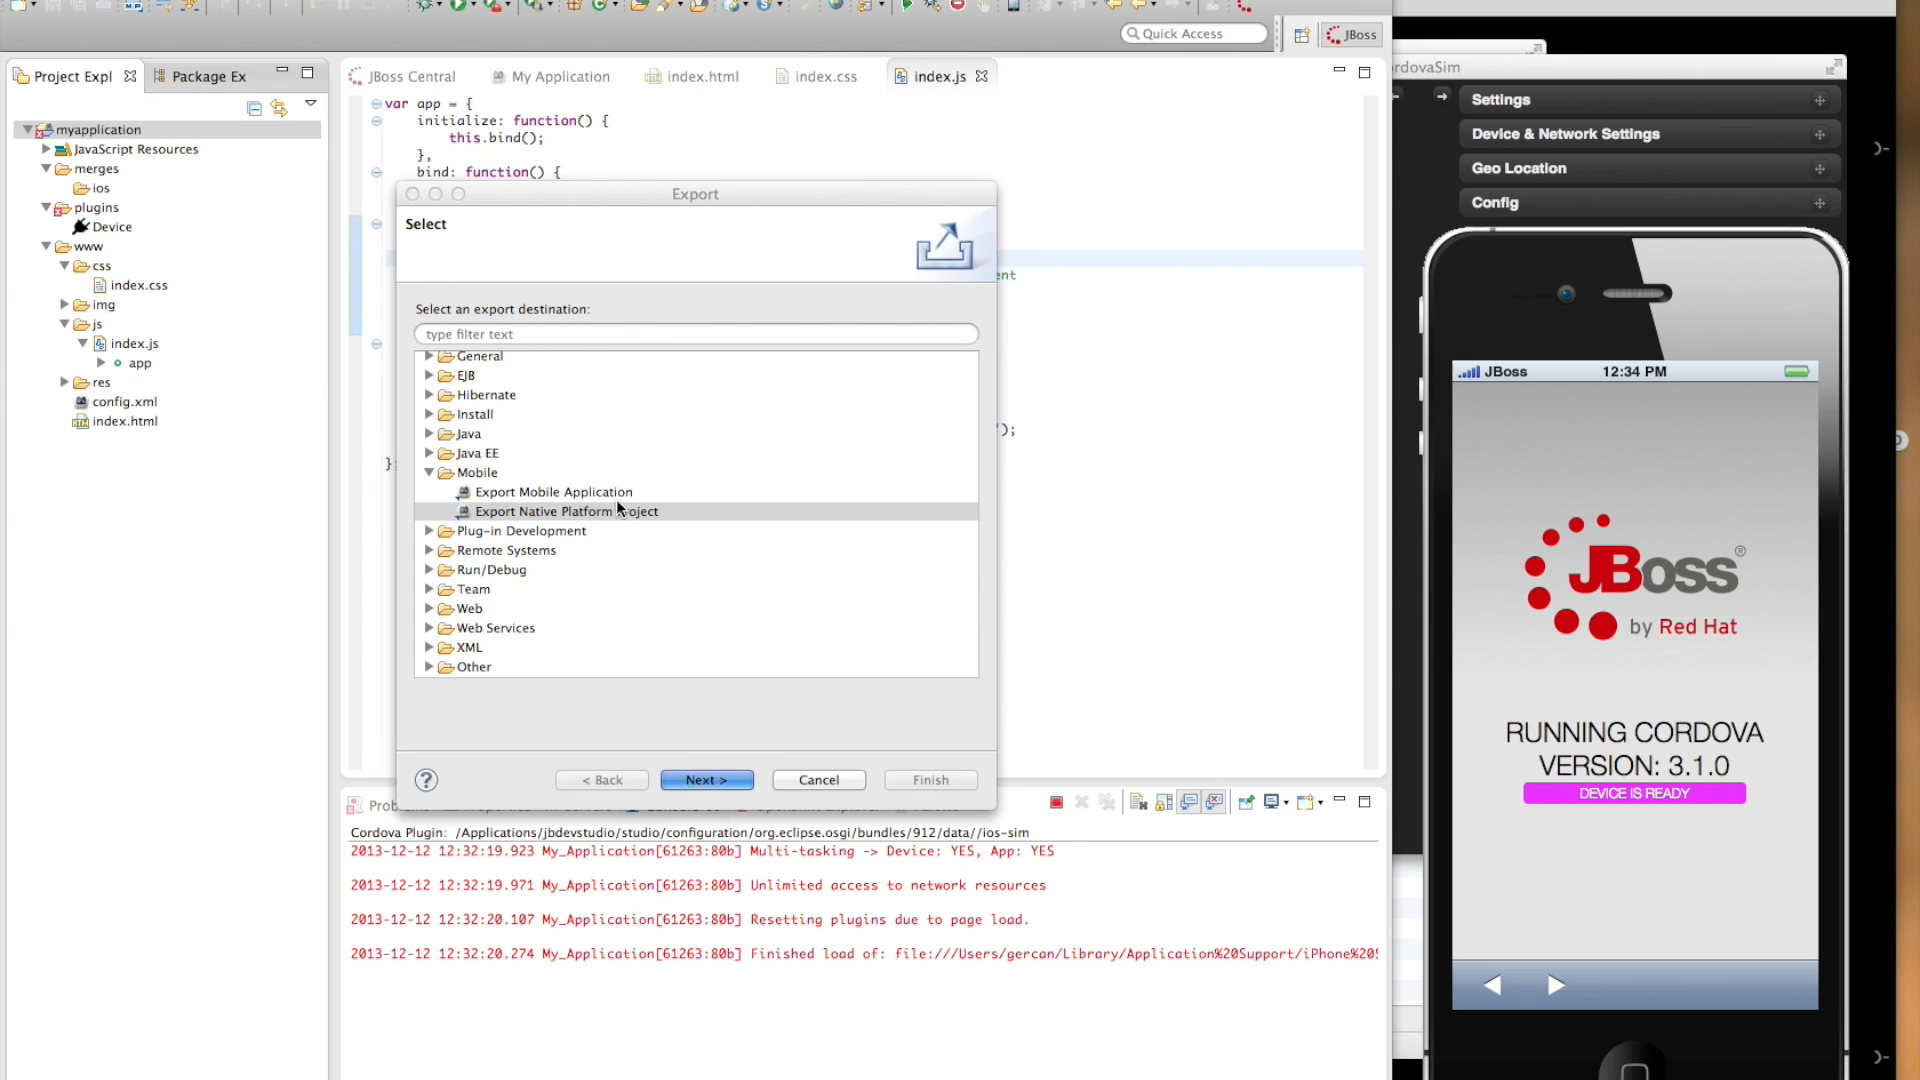 Quick Access
JBoss
Project Expl
Package Ex
JBoss Central
My Application
index.html
index.css
index.js
myapplication
JavaScript Resources
merges
ios
plugins
Device
www
css
index.css
img
js
index.js
app
res
config.xml
index.html
var app = {
initialize: function() {
this.bind();
},
bind: function() {
ent
');
Export
Select
Select an export destination:
type filter text
General
EJB
Hibernate
Install
Java
Java EE
Mobile
Export Mobile Application
Export Native Platform
Plug-in Development
Remote Systems
Run/Debug
Team
Web
Web Services
XML
Other
< Back
Next >
Cancel
Finish
Cordova Plugin: /Applications/jbdevstudio/studio/configuration/org.eclipse.osgi/bundles/912/data//ios-sim
2013-12-12 12:32:19.923 My_Application[61263:80b] Multi-tasking -> Device: YES, App: YES
2013-12-12 12:32:19.971 My_Application[61263:80b] Unlimited access to network resources
2013-12-12 12:32:20.107 My_Application[61263:80b] Resetting plugins due to page load.
2013-12-12 12:32:20.274 My_Application[61263:80b] Finished load of: file:///Users/gercan/Library/Application%20Support/iPhone%20
rdovaSim
Settings
Device & Network Settings
Geo Location
Config
JBoss
12:34 PM
JBoss®
by Red Hat
RUNNING CORDOVA
VERSION: 3.1.0
DEVICE IS READY